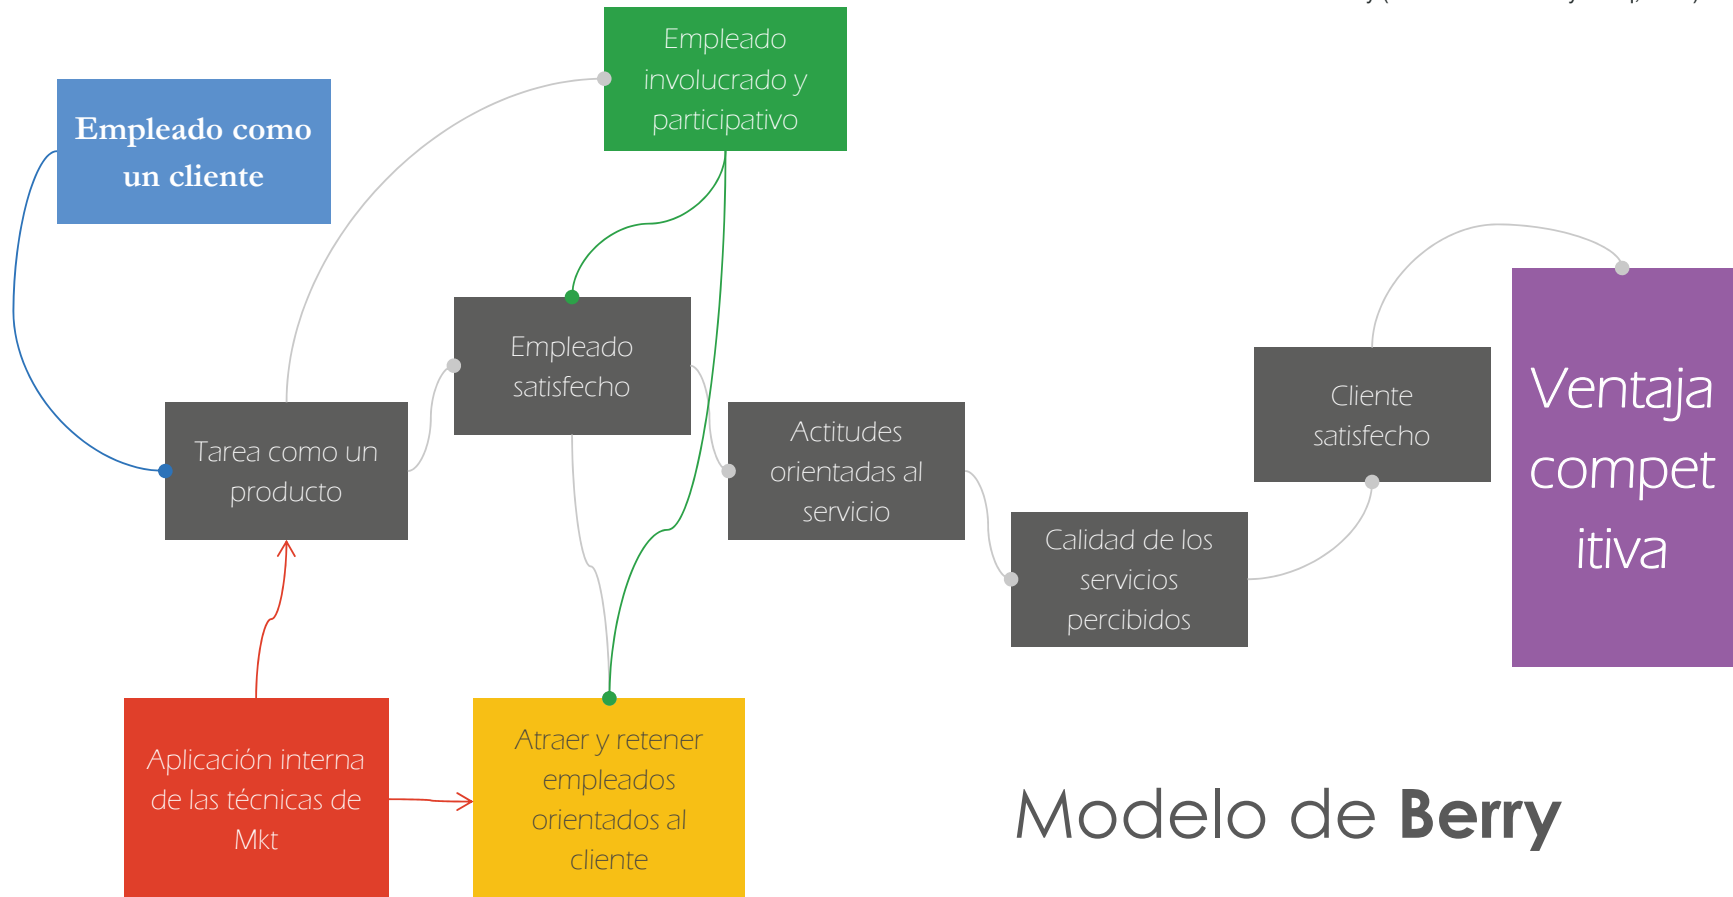 Empleado
involucrado y
participativo
Empleado como
un cliente
Empleado
satisfecho
Tarea como un
producto
Actitudes
orientadas al
servicio
Calidad de los
servicios
percibidos
Cliente
satisfecho
Ventaja
compet
itiva
Aplicación interna
de las técnicas de
Mkt
Atraer y retener
empleados
orientados al
cliente
Modelo de Berry